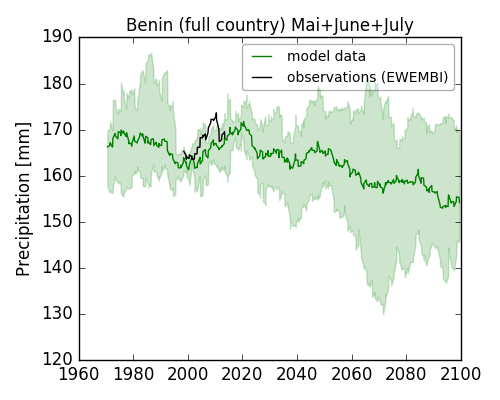 Benin (full country) Mai+June+July
190
180
170
160
150
140
130
120
Precipitation [mm]
model data
observations (EWEMBI)
1960 1980 2000 2020 2040 2060 2080 2100